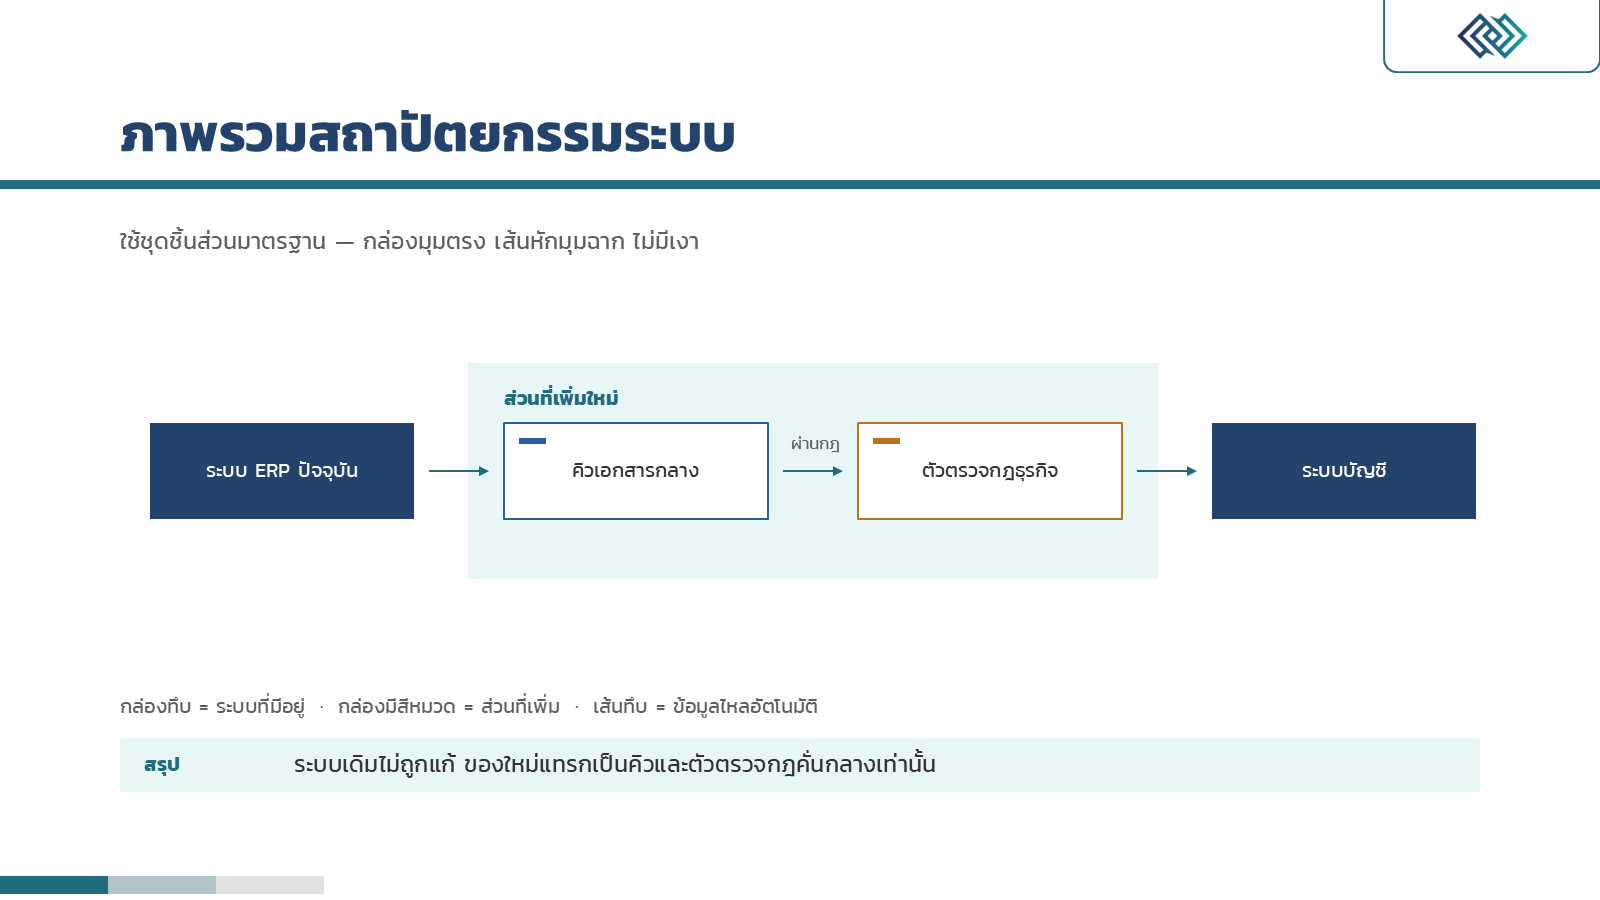 ภาพรวมสถาปัตยกรรมระบบ
ใช้ชุดชิ้นส่วนมาตรฐาน — กล่องมุมตรง เส้นหักมุมฉาก ไม่มีเงา
ส่วนที่เพิ่มใหม่
ระบบ ERP ปัจจุบัน
คิวเอกสารกลาง
ผ่านกฎ
ตัวตรวจกฎธุรกิจ
ระบบบัญชี
กล่องทึบ = ระบบที่มีอยู่ · กล่องมีสีหมวด = ส่วนที่เพิ่ม · เส้นทึบ = ข้อมูลไหลอัตโนมัติ
สรุป ระบบเดิมไม่ถูกแก้ ของใหม่แทรกเป็นคิวและตัวตรวจกฎคั่นกลางเท่านั้น